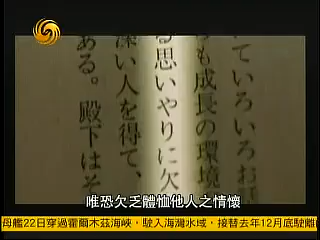 ていろいろお
らも成長の環境
る思いやりに欠
深い人を得て、
ある。殿下はそ
唯恐欠乏體恤他人之情懷
母艦22日穿過霍爾木茲海峽，駛入海灣水域，接替去年12月底駛離